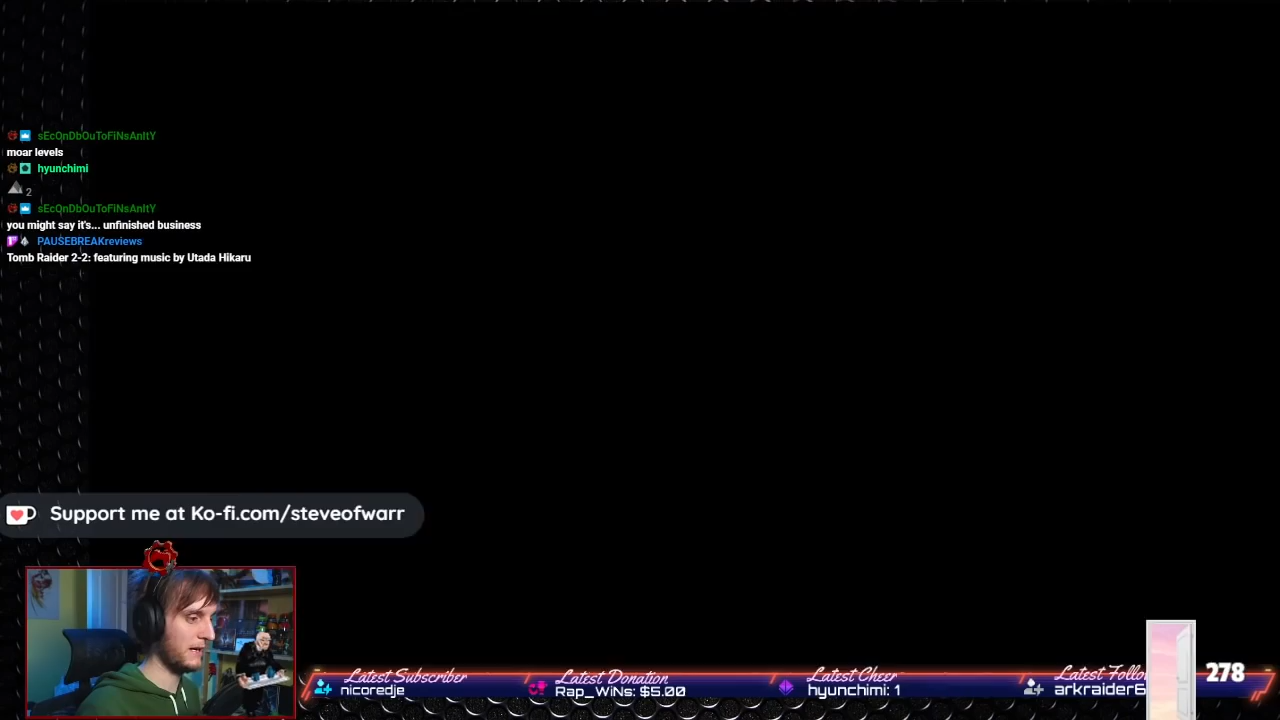 sEcQnDbOuToFiNsAnItY
moar levels
hyunchimi
2
sEcQnDbOuToFiNsAnItY
you might say it's... unfinished business
PAUSEBREAKreviews
Tomb Raider 2-2: featuring music by Utada Hikaru
Support me at Ko-fi.com/steveofwarr
Latest Subscriber
nicoredje
Latest Donation
Rap_WiNs: $5.00
Latest Cheer
hyunchimi: 1
Latest Follo
arkraider6
278